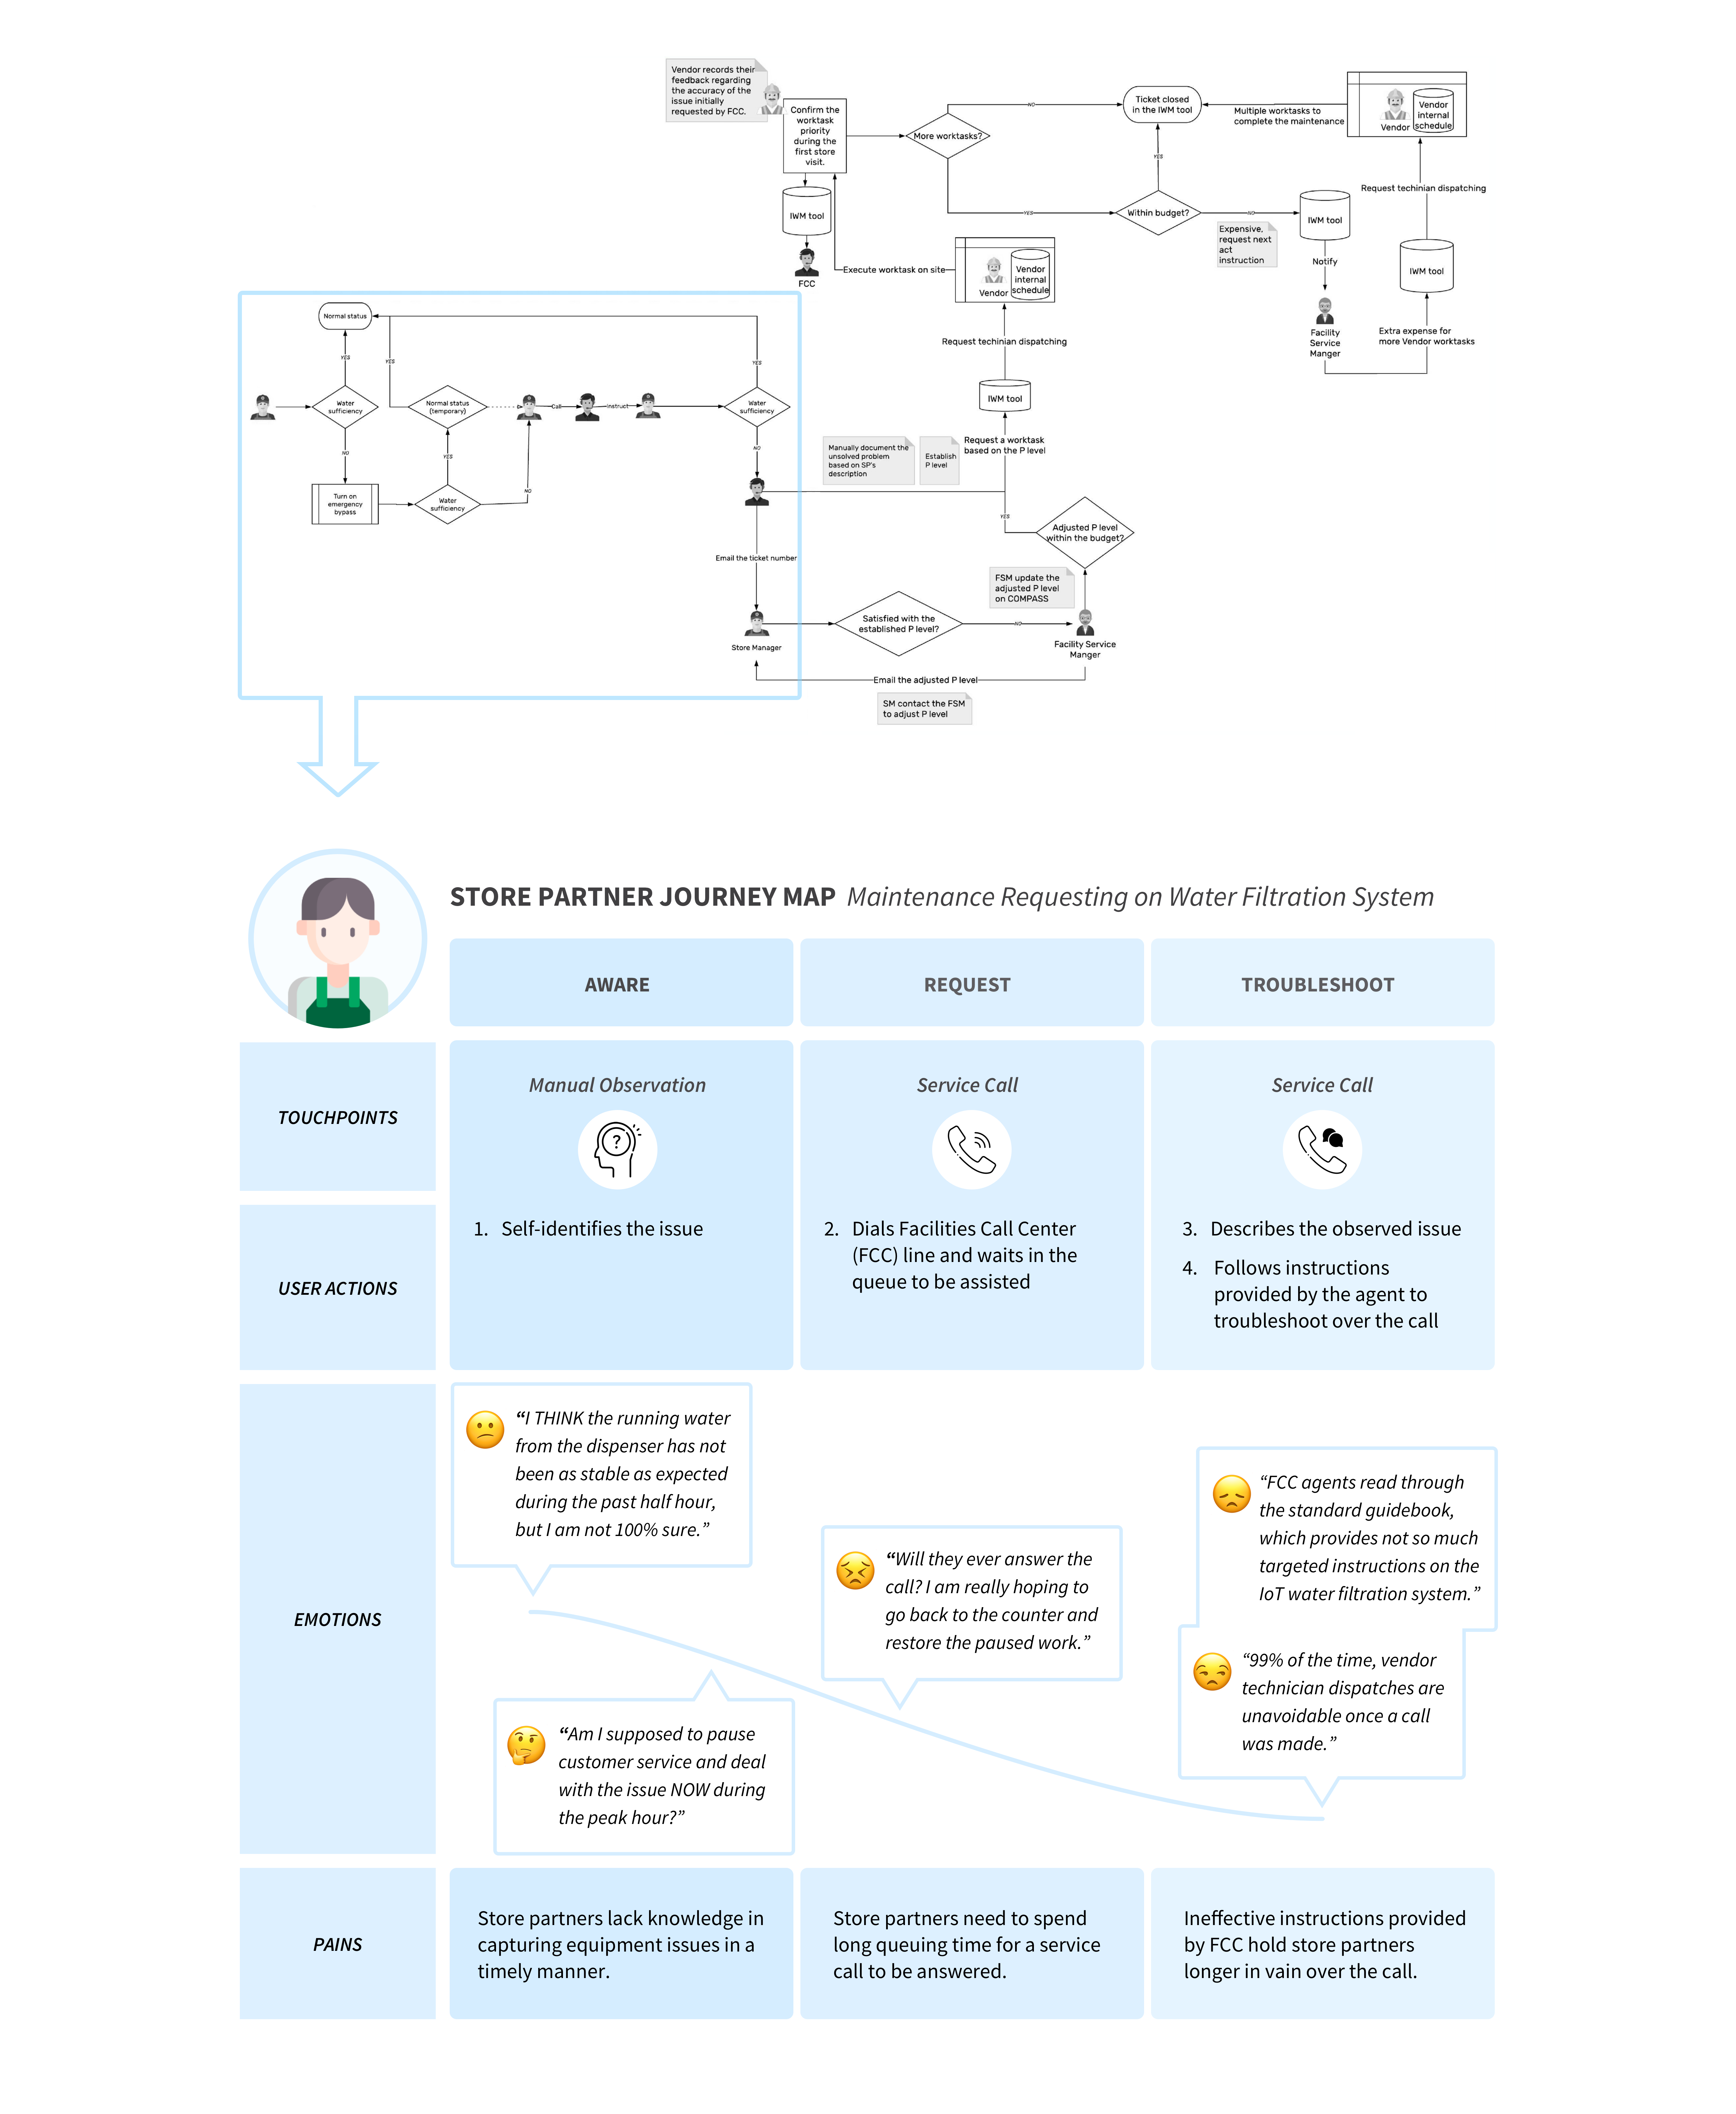 Vendor records their
feedback regarding
the accuracy of the
issue initially
requested by FCC.
Confirm the
worktask
priority
during the
first store
visit.
More worktasks?
NO
Ticket closed
in the IWM tool
Multiple worktasks to
complete the maintenance
Vendor
Vendor
internal
schedule
YES
YES
Request techinian dispatching
IWM tool
FCC
Within budget?
NO
Expensive,
request next
act
instruction
IWM tool
Notify
Facility
Service
Manger
IWM tool
Extra expense for
more Vendor worktasks
Execute worktask on site
Vendor
Vendor
internal
schedule
Request techinian dispatching
IWM tool
Request a worktask
based on the P level
Manually document the
unsolved problem
based on SP's
description
Establish
P level
Normal status
YES
YES
YES
Water
sufficiency
Normal status
(temporary)
Call
Instruct
Water
sufficiency
NO
YES
NO
Turn on
emergency
bypass
Water
sufficiency
NO
YES
Adjusted P level
within the budget?
Email the ticket number
FSM update the
adjusted P level
on COMPASS
Satisfied with the
established P level?
NO
Store Manager
Facility Service
Manger
Email the adjusted P level
SM contact the FSM
to adjust P level
STORE PARTNER JOURNEY MAP Maintenance Requesting on Water Filtration System
AWARE
REQUEST
TROUBLESHOOT
TOUCHPOINTS
Manual Observation
?
Service Call
Service Call
USER ACTIONS
1. Self-identifies the issue
2. Dials Facilities Call Center
(FCC) line and waits in the
queue to be assisted
3. Describes the observed issue
4. Follows instructions
provided by the agent to
troubleshoot over the call
EMOTIONS
“I THINK the running water
from the dispenser has not
been as stable as expected
during the past half hour,
but I am not 100% sure.”
“Am I supposed to pause
customer service and deal
with the issue NOW during
the peak hour?”
“Will they ever answer the
call? I am really hoping to
go back to the counter and
restore the paused work.”
“FCC agents read through
the standard guidebook,
which provides not so much
targeted instructions on the
IoT water filtration system.”
“99% of the time, vendor
technician dispatches are
unavoidable once a call
was made.”
PAINS
Store partners lack knowledge in
capturing equipment issues in a
timely manner.
Store partners need to spend
long queuing time for a service
call to be answered.
Ineffective instructions provided
by FCC hold store partners
longer in vain over the call.